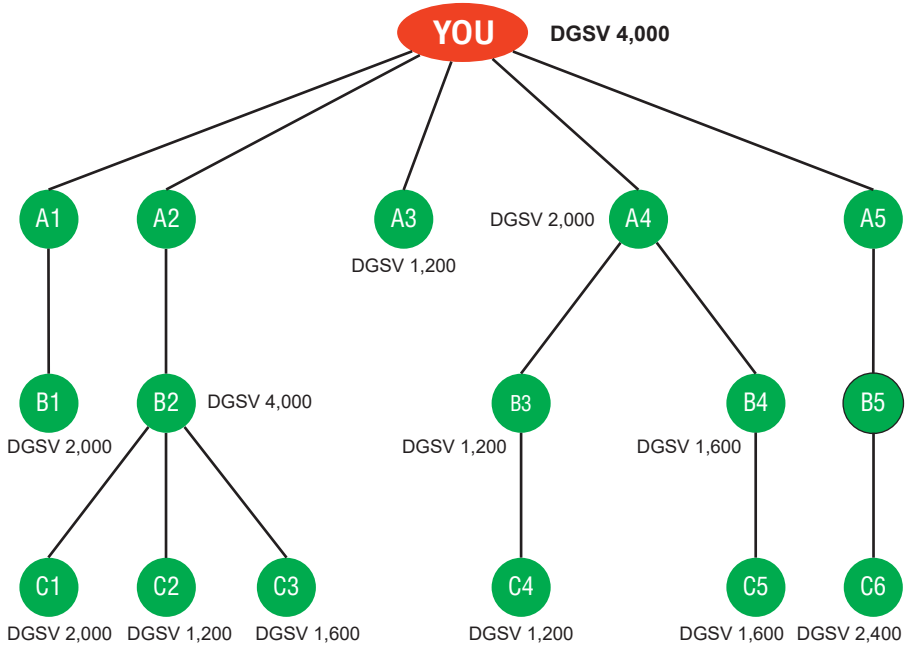 YOU DGSV 4,000
A1 A2 A3 DGSV 2,000 A4 A5
DGSV 1,200
B1 B2 DGSV 4,000 B3 B4 B5
DGSV 2,000 DGSV 1,200 DGSV 1,600
C1 C2 C3 C4 C5 C6
DGSV 2,000 DGSV 1,200 DGSV 1,600 DGSV 1,200 DGSV 1,600 DGSV 2,400